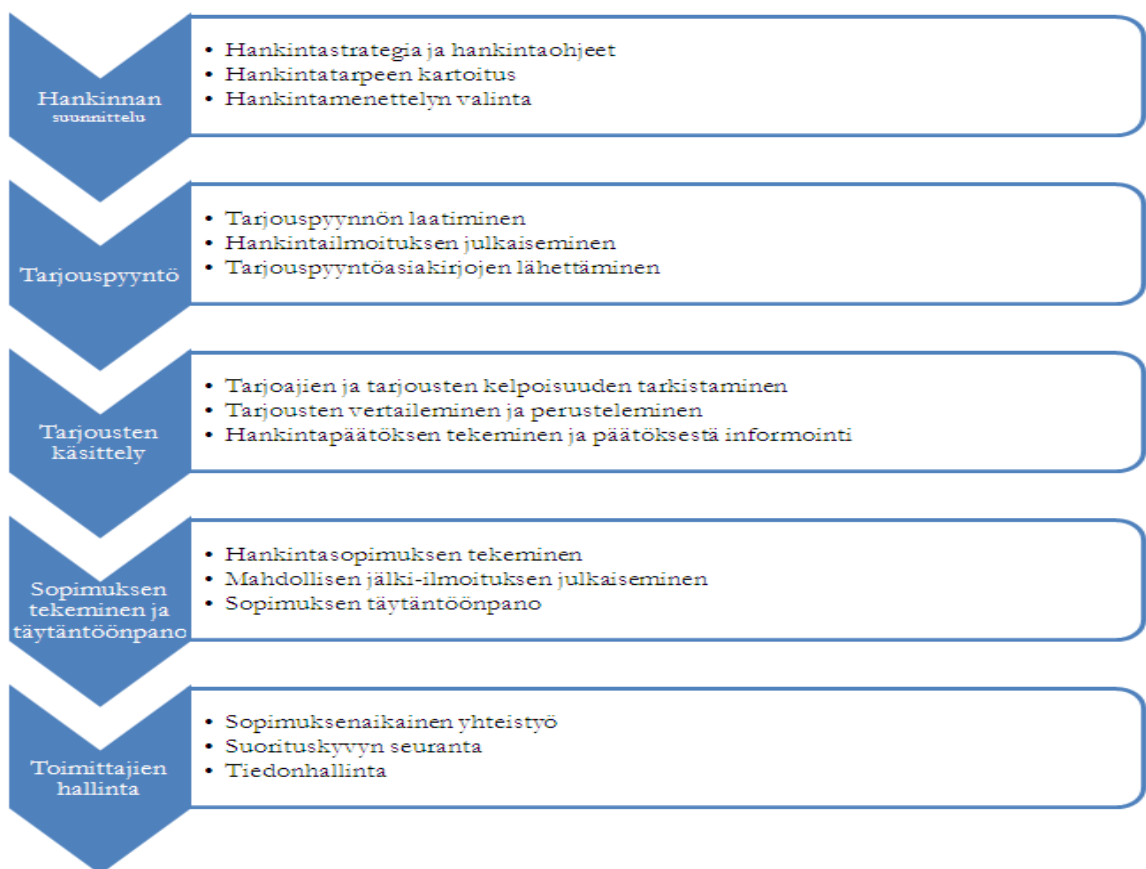 Hankinnan
suunnittelu
• Hankintastrategia ja hankintaohjeet
• Hankintatarpeen kartoitus
• Hankintamenettelyn valinta
Tarjouspyyntö
• Tarjouspyynnön laatiminen
• Hankintailmoituksen julkaiseminen
• Tarjouspyyntöasiakirjojen lähettäminen
Tarjousten
käsittely
• Tarjoajien ja tarjousten kelpoisuuden tarkistaminen
• Tarjousten vertaileminen ja perusteleminen
• Hankintapäätöksen tekeminen ja päätöksestä informointi
Sopimuksen
tekeminen ja
täytäntöönpano
• Hankintasopimuksen tekeminen
• Mahdollisen jälki-ilmoituksen julkaiseminen
• Sopimuksen täytäntöönpano
Toimittajien
hallinta
• Sopimuksenaikainen yhteistyö
• Suorituskyvyn seuranta
• Tiedonhallinta